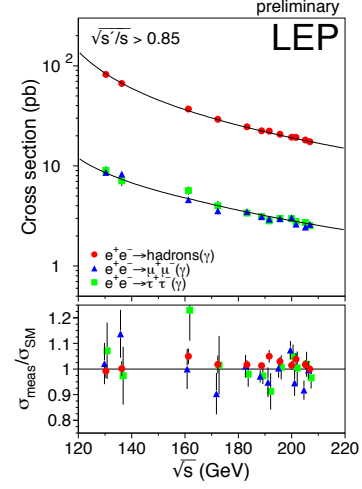 preliminary
√s´/s > 0.85
LEP
Cross section (pb)
10²
10
1
e⁺e⁻→hadrons(γ)
e⁺e⁻→μ⁺μ⁻(γ)
e⁺e⁻→τ⁺τ⁻(γ)
σmeas/σSM
1.2
1.1
1
0.9
0.8
120 140 160 180 200 220
√s (GeV)